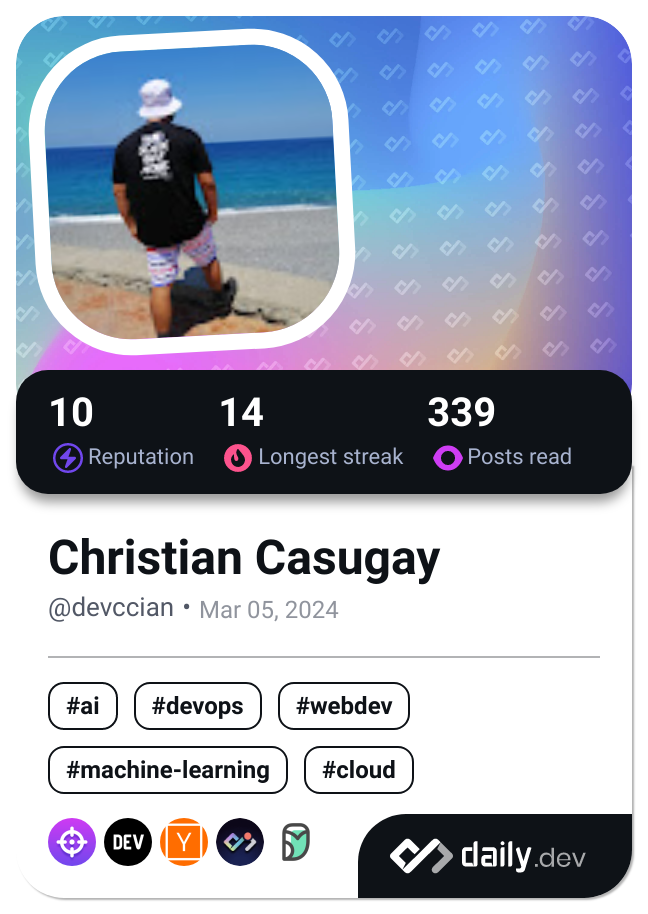 10 14 339
Reputation Longest streak Posts read
Christian Casugay
@devccian • Mar 05, 2024
#ai #devops #webdev
#machine-learning #cloud
DEV Y
daily.dev